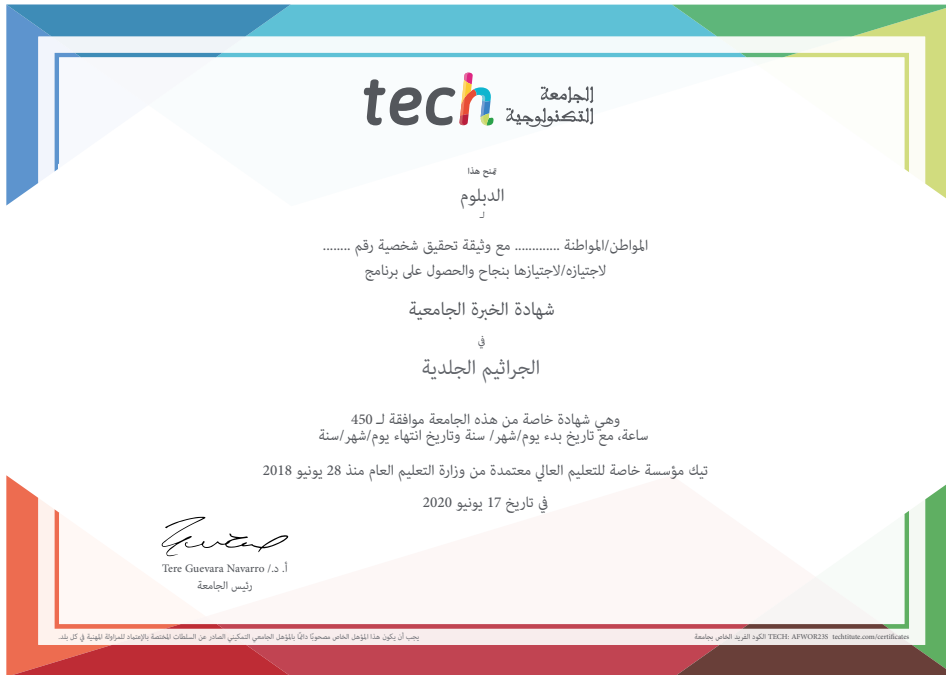 tech
الجامعة
التكنولوجية
يمنح هذا
الدبلوم
لـ
المواطن/المواطنة ............ مع وثيقة تحقيق شخصية رقم ........
لاجتيازه/لاجتيازها بنجاح والحصول على برنامج
شهادة الخبرة الجامعية
في
الجراثيم الجلدية
وهي شهادة خاصة من هذه الجامعة موافقة لـ 450
ساعة، مع تاريخ بدء يوم/شهر/ سنة وتاريخ انتهاء يوم/شهر/سنة
تيك مؤسسة خاصة للتعليم العالي معتمدة من وزارة التعليم العام منذ 28 يونيو 2018
في تاريخ 17 يونيو 2020
أ. د./ Tere Guevara Navarro
رئيس الجامعة
يجب أن يكون هذا المؤهل الخاص مصحوبًا دائمًا بالمؤهل الجامعي التمكيني الصادر عن السلطات المختصة بالإعتماد للمزاولة المهنية في كل بلد.
الكود الفريد الخاص بجامعة TECH: AFWOR23S techtitute.com/certificates